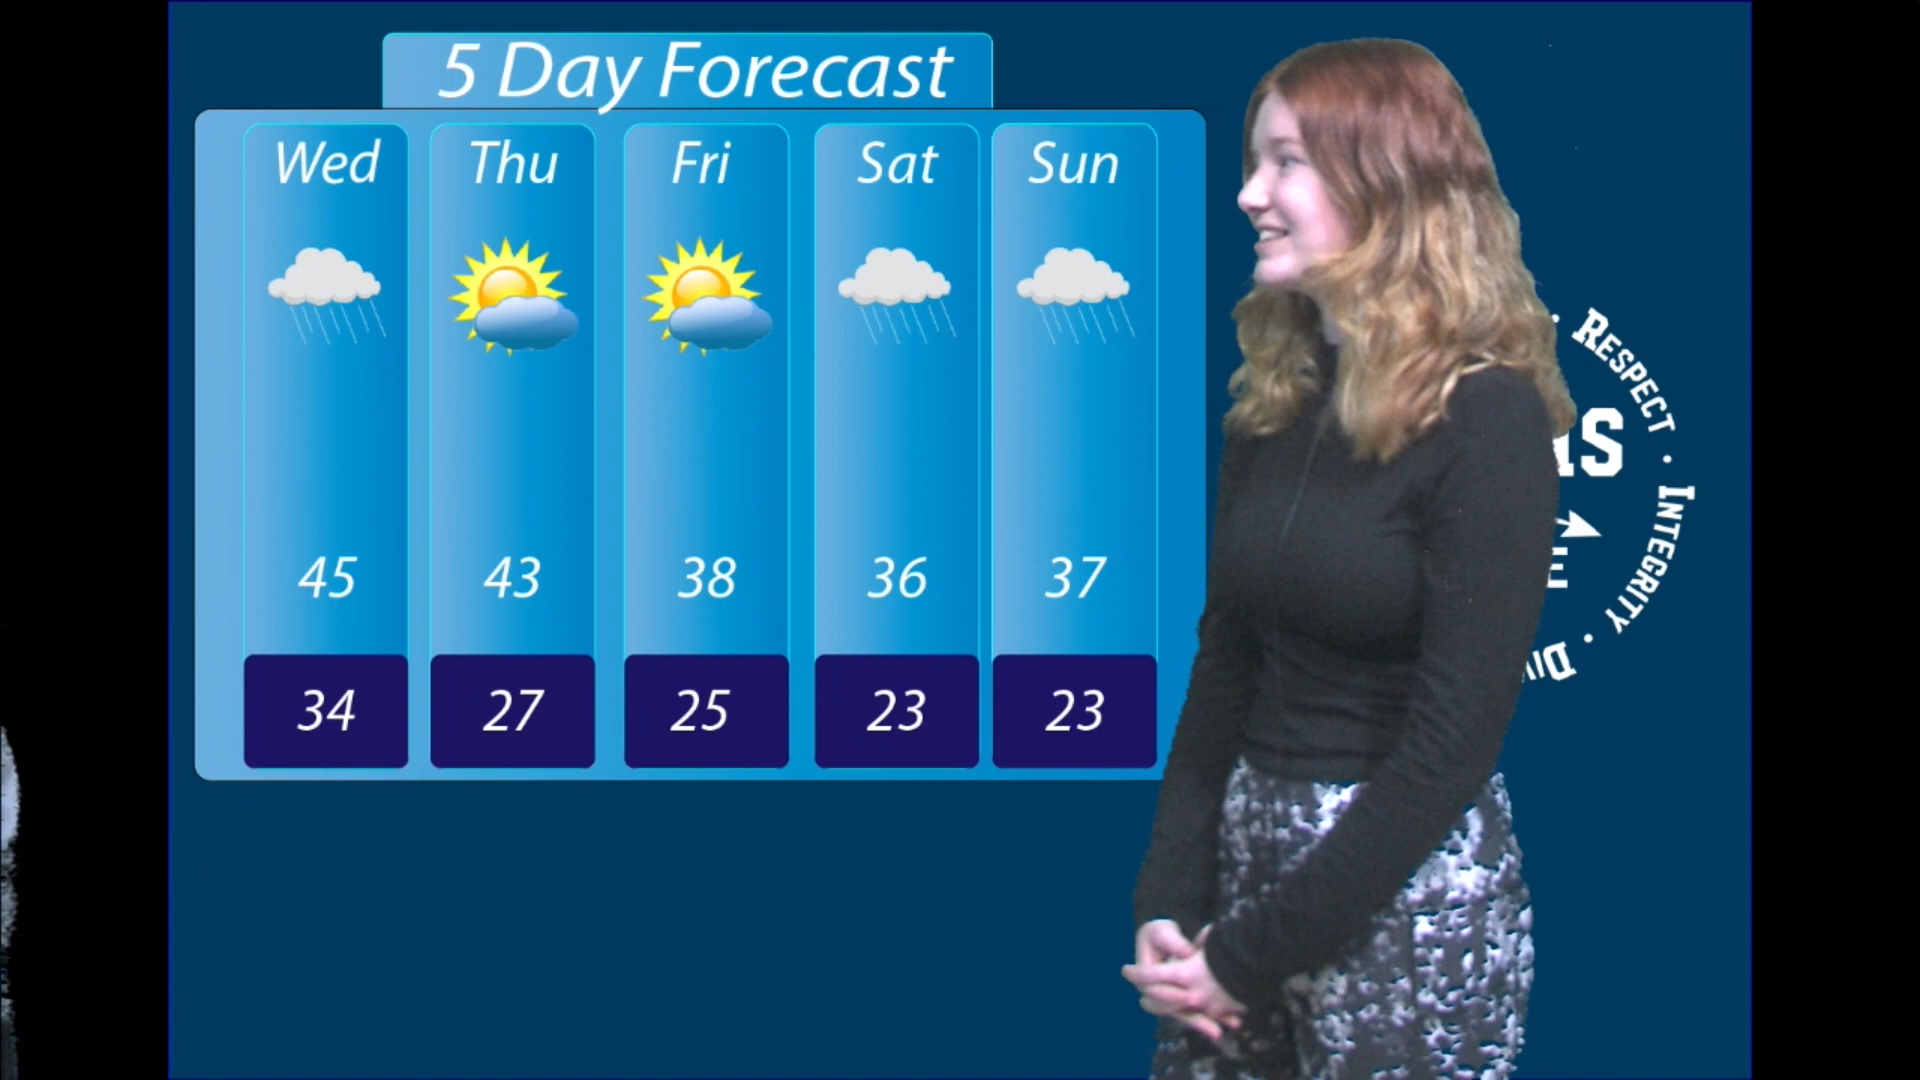 5 Day Forecast
Wed Thu Fri Sat Sun
45 43 38 36 37
34 27 25 23 23
· RESPECT · INTEGRITY ·